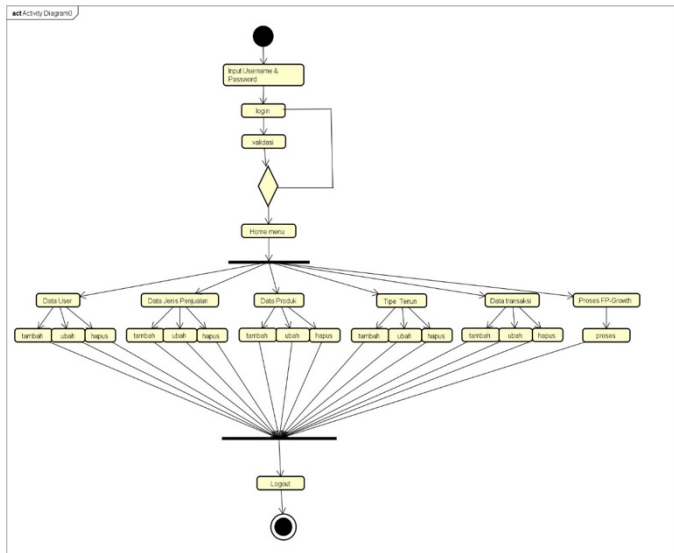 act Activity Diagram0
Input Username &
Password
login
validasi
Home menu
Data User
Data Jenis Penjualan
Data Produk
Tipe Tenun
Data transaksi
Proses FP-Growth
tambah
ubah
hapus
tambah
ubah
hapus
tambah
ubah
hapus
tambah
ubah
hapus
tambah
ubah
hapus
proses
Logout